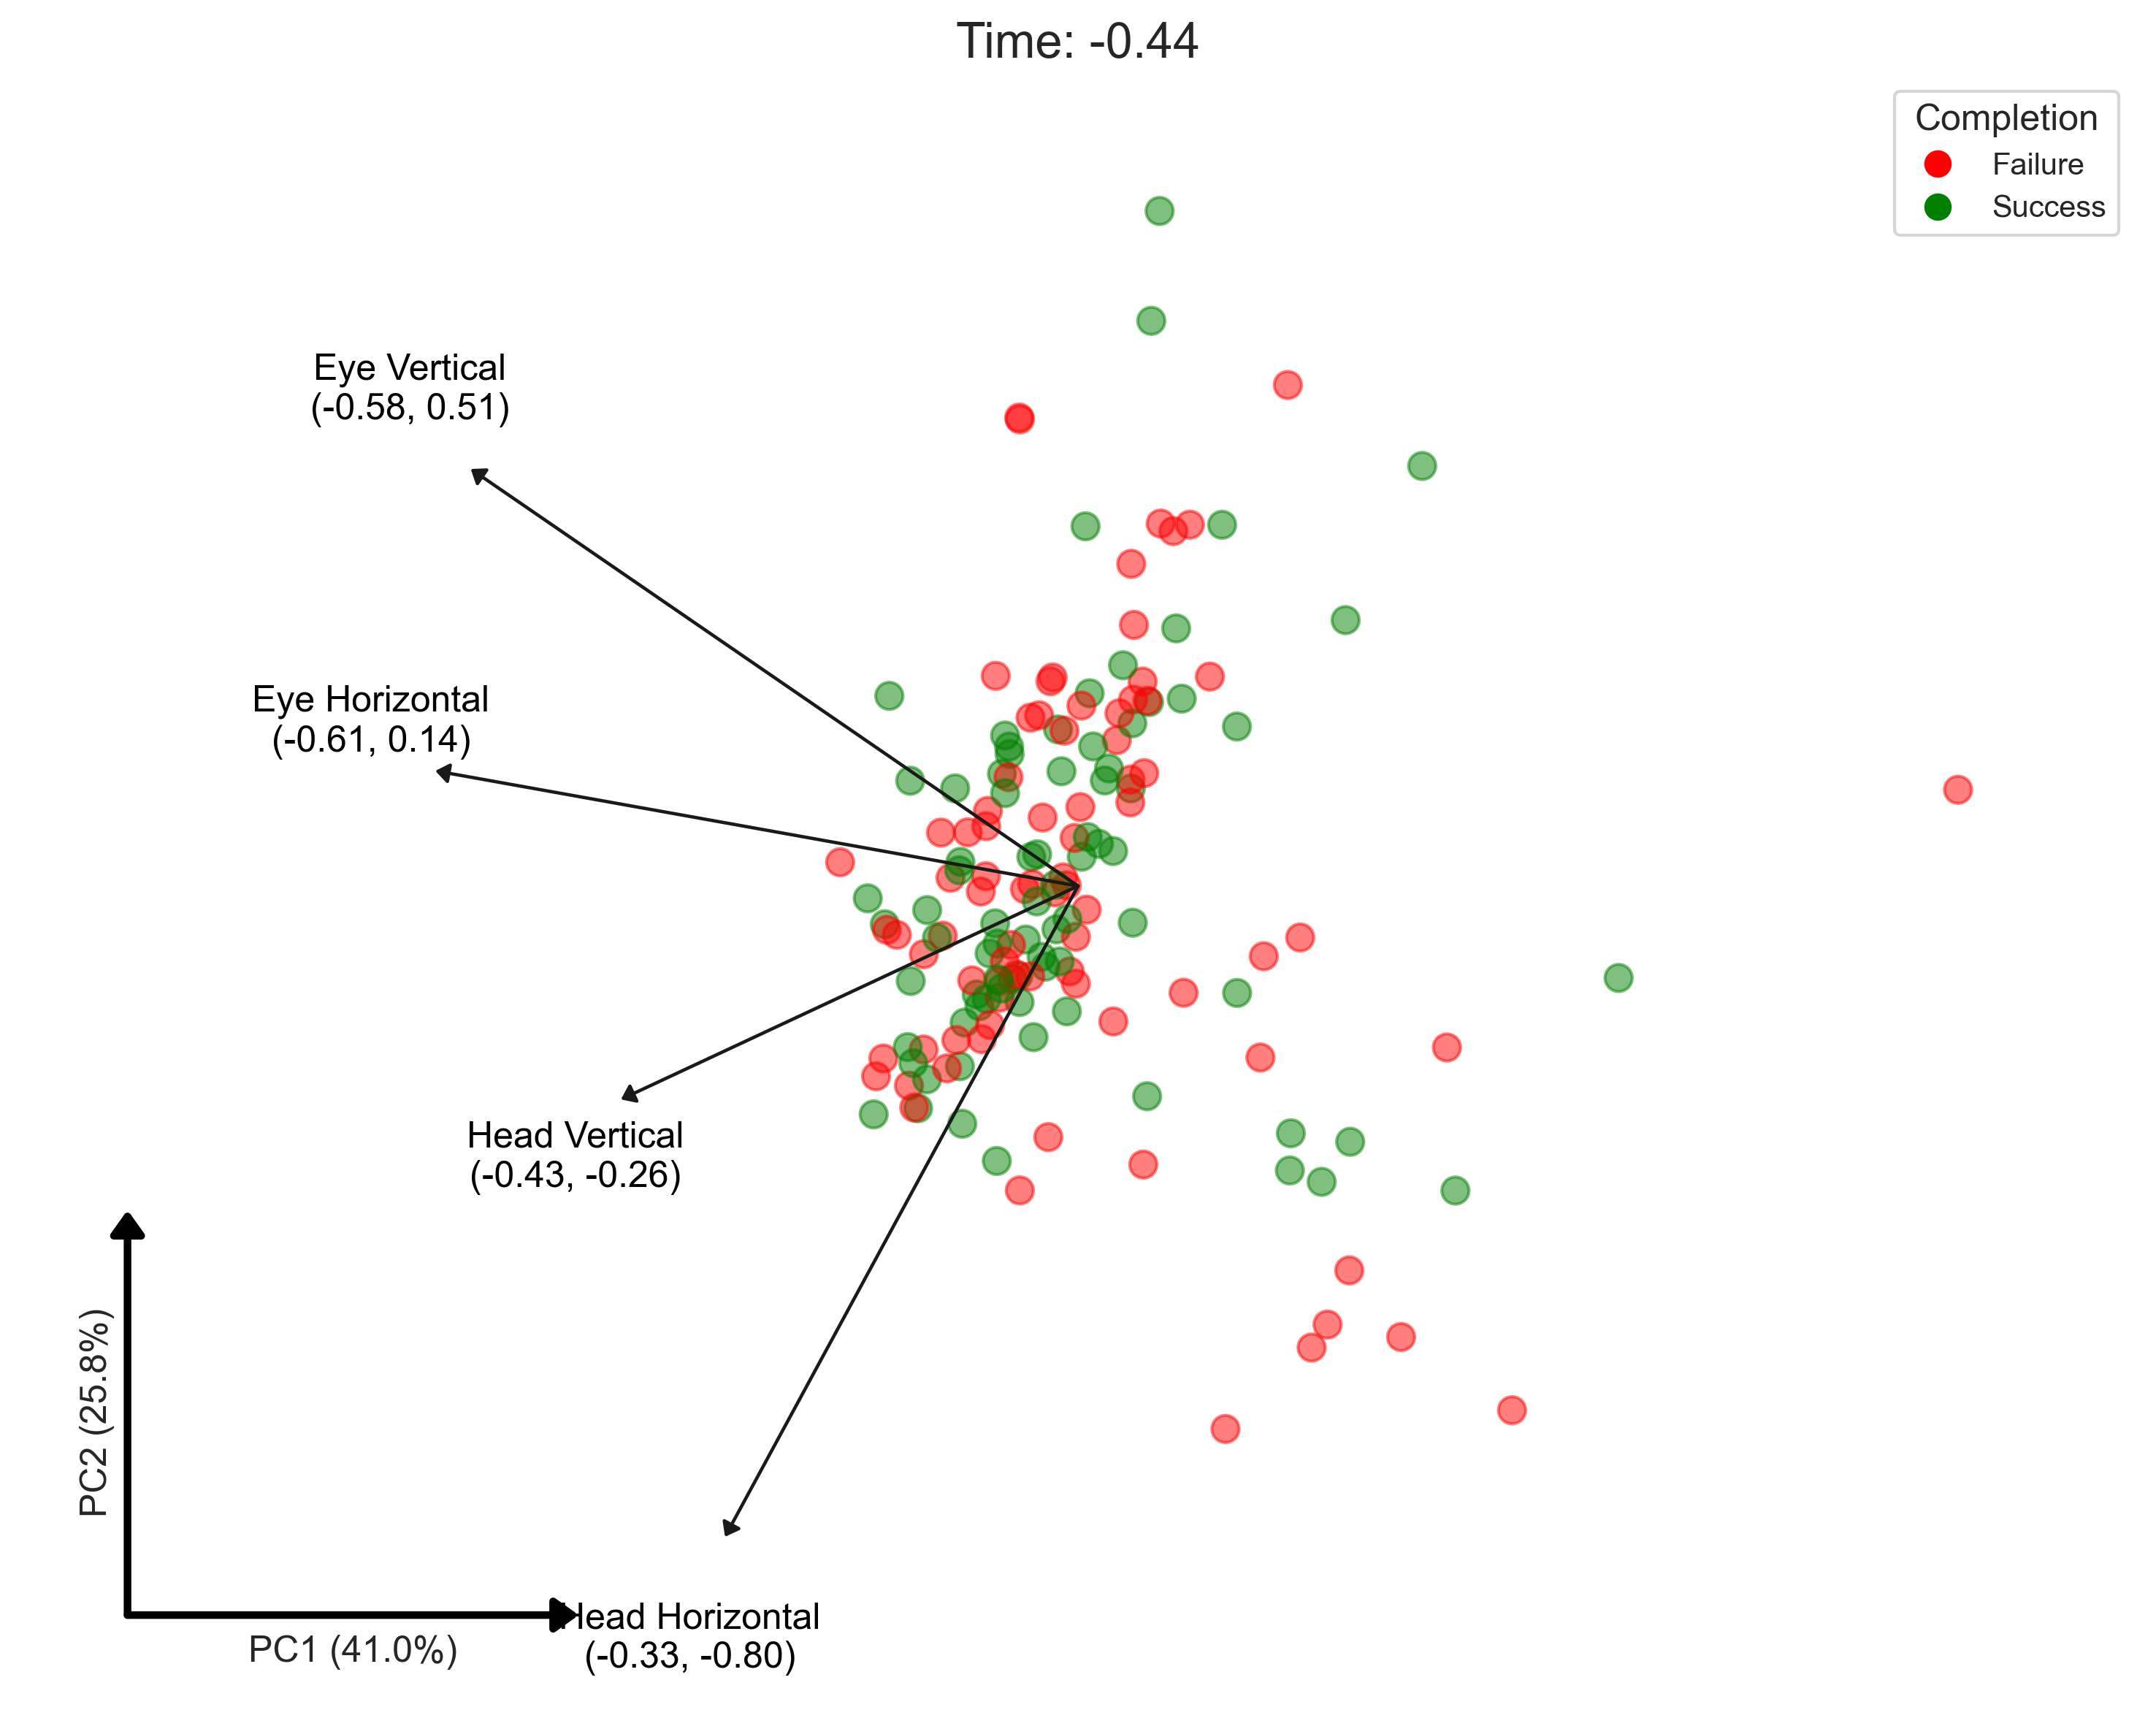 Time: -0.44
Completion
Failure
Success
Eye Vertical
(-0.58, 0.51)
Eye Horizontal
(-0.61, 0.14)
Head Vertical
(-0.43, -0.26)
PC2 (25.8%)
Head Horizontal
(-0.33, -0.80)
PC1 (41.0%)